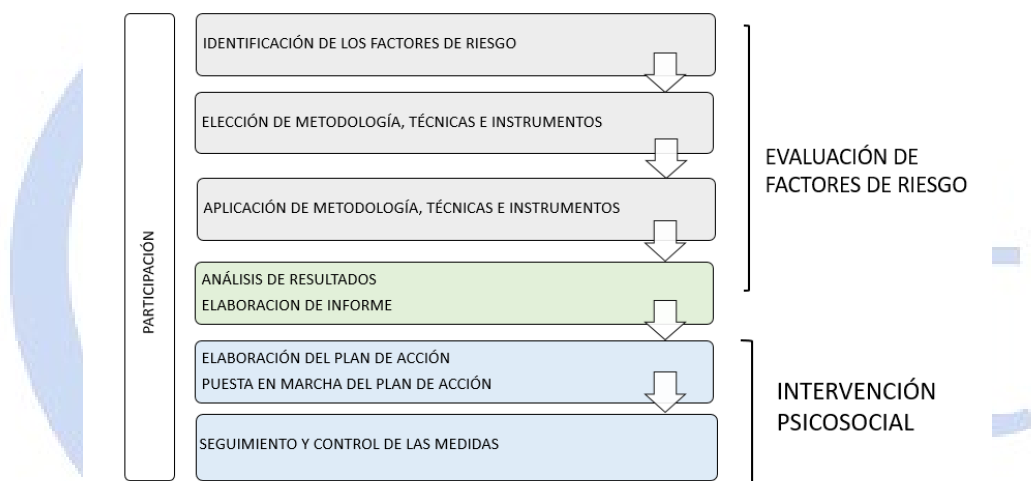 PARTICIPACIÓN
IDENTIFICACIÓN DE LOS FACTORES DE RIESGO
ELECCIÓN DE METODOLOGÍA, TÉCNICAS E INSTRUMENTOS
APLICACIÓN DE METODOLOGÍA, TÉCNICAS E INSTRUMENTOS
ANÁLISIS DE RESULTADOS
ELABORACION DE INFORME
EVALUACIÓN DE
FACTORES DE RIESGO
ELABORACIÓN DEL PLAN DE ACCIÓN
PUESTA EN MARCHA DEL PLAN DE ACCIÓN
SEGUIMIENTO Y CONTROL DE LAS MEDIDAS
INTERVENCIÓN
PSICOSOCIAL